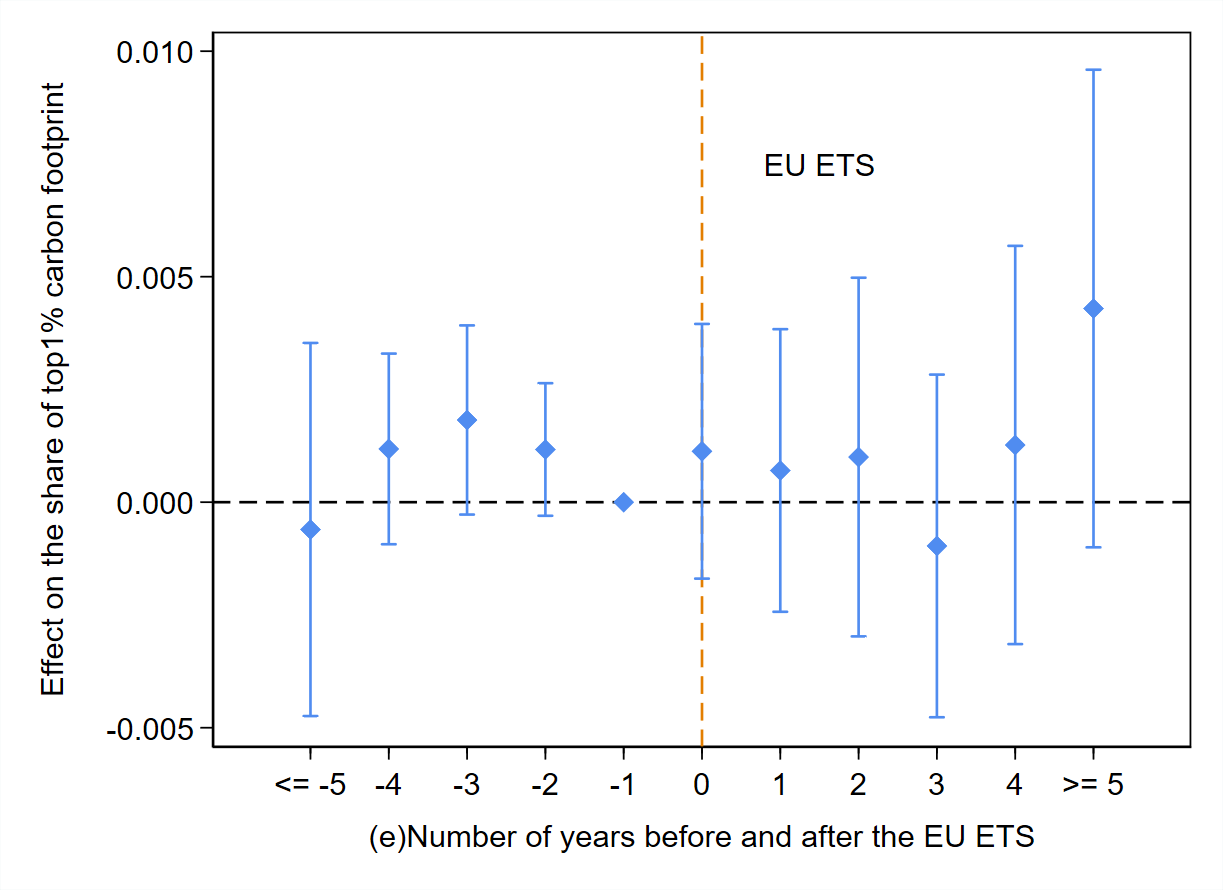 0.010
0.005
0.000
-0.005
Effect on the share of top1% carbon footprint
EU ETS
<= -5 -4 -3 -2 -1 0 1 2 3 4 >= 5
(e)Number of years before and after the EU ETS